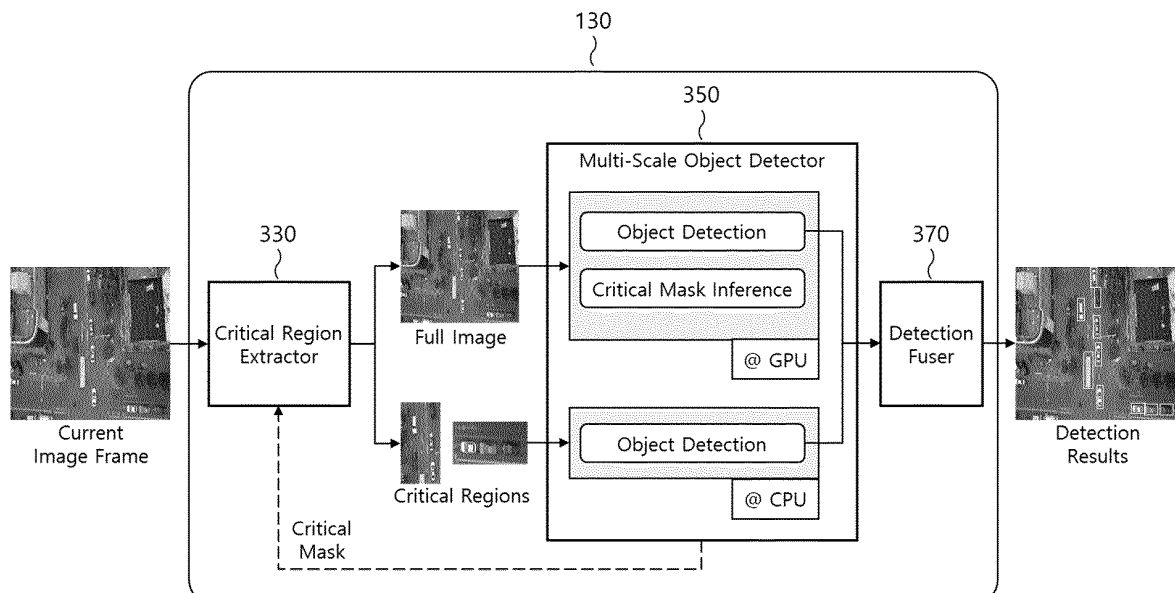 130
350
Multi-Scale Object Detector
Object Detection
Critical Mask Inference
@ GPU
330
Critical Region
Extractor
Full Image
370
Detection
Fuser
Current
Image Frame
Critical Regions
Object Detection
@ CPU
Detection
Results
Critical
Mask